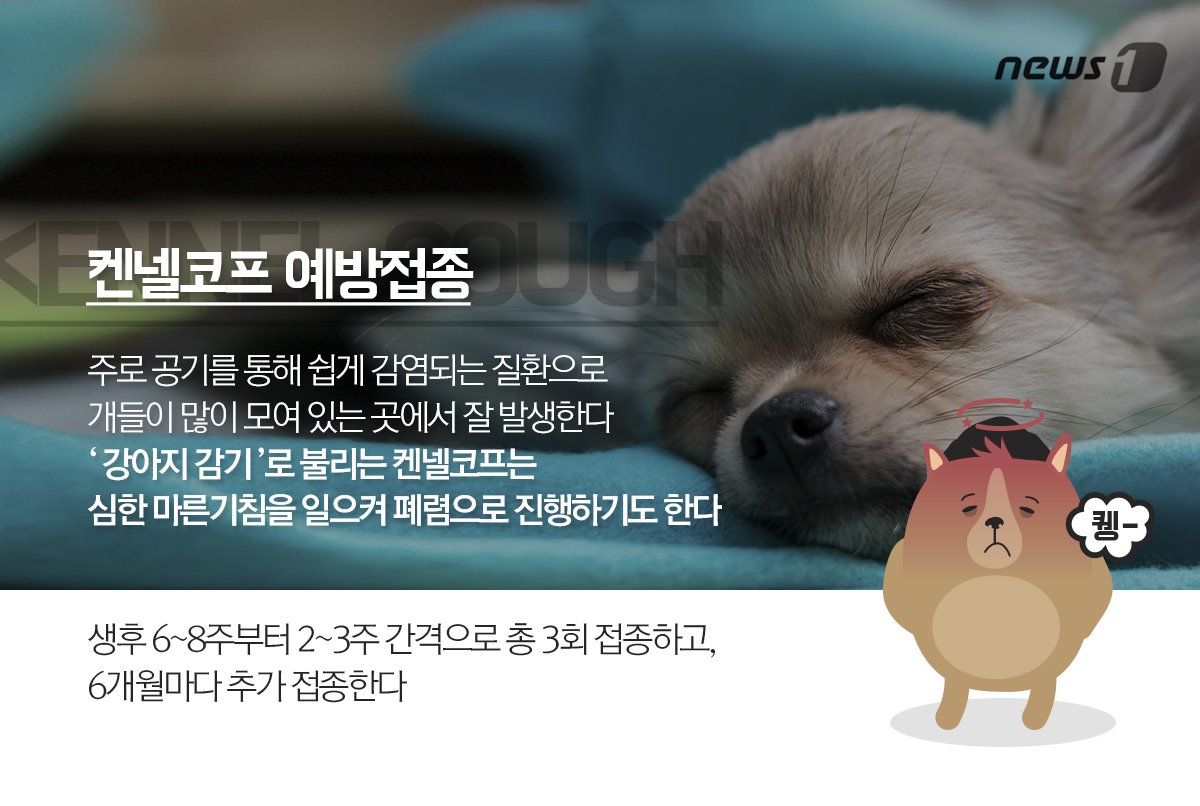 news1
KENNEL COUGH
켄넬코프 예방접종
주로 공기를 통해 쉽게 감염되는 질환으로
개들이 많이 모여 있는 곳에서 잘 발생한다
‘강아지 감기’로 불리는 켄넬코프는
심한 마른기침을 일으켜 폐렴으로 진행하기도 한다
퀭-
생후 6~8주부터 2~3주 간격으로 총 3회 접종하고,
6개월마다 추가 접종한다